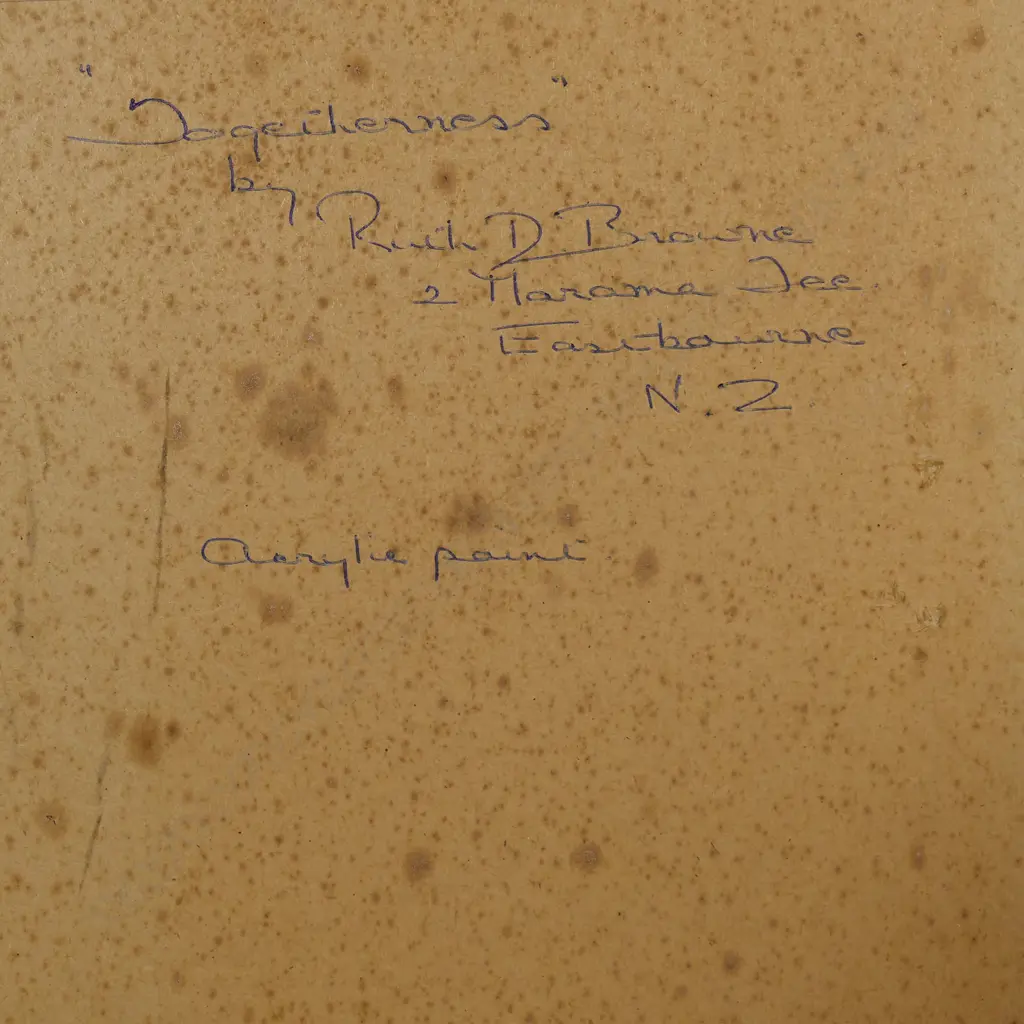 "Togetherness"
by
Ruth D Browne
2 Marama Tce
Eastbourne
N.Z
Acrylic paint